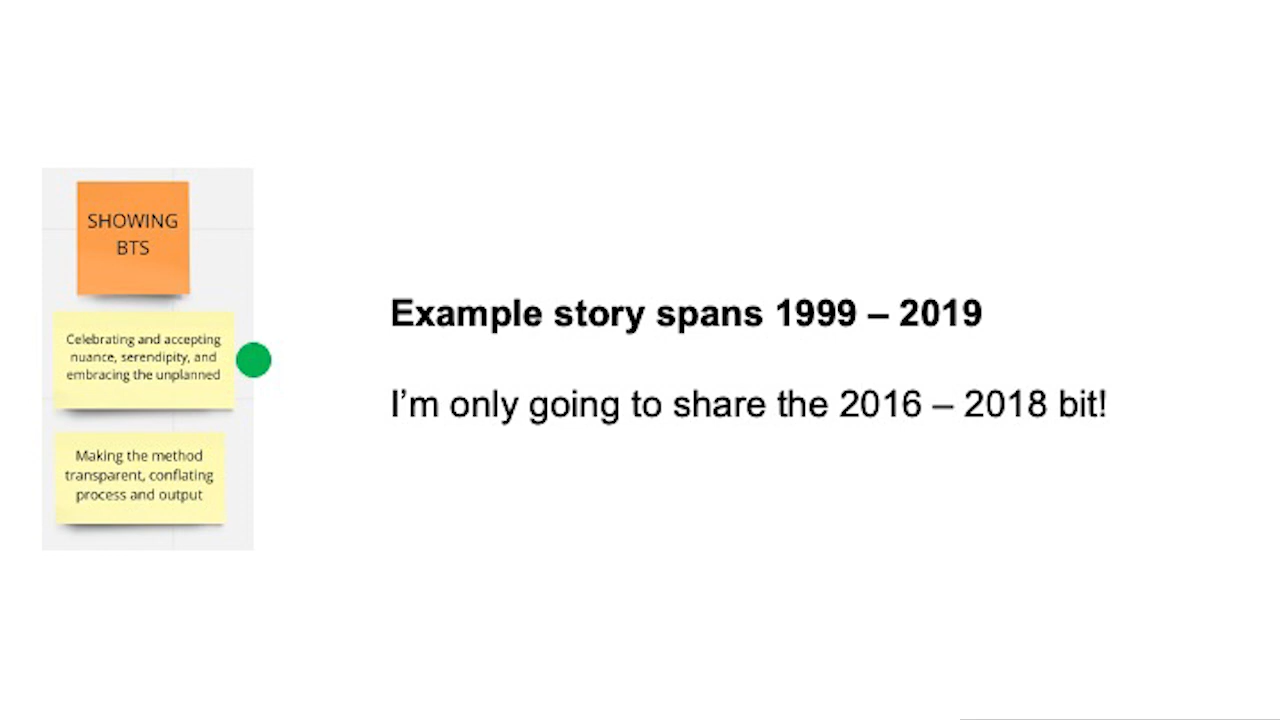 SHOWING
BTS
Celebrating and accepting
nuance, serendipity, and
embracing the unplanned
Making the method
transparent, conflating
process and output
Example story spans 1999 – 2019
I’m only going to share the 2016 – 2018 bit!